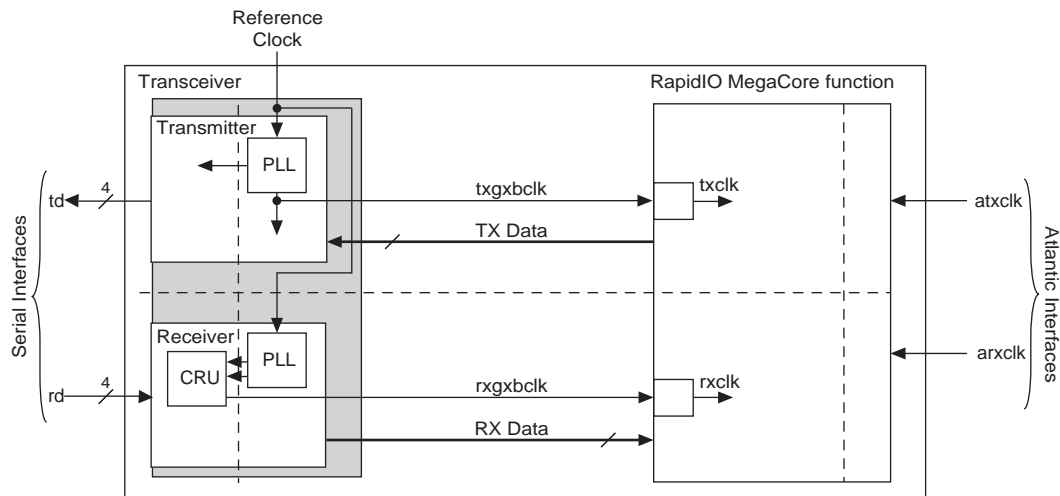 Reference
Clock
Transceiver
RapidIO MegaCore function
Transmitter
PLL
4
td
txgxbclk
txclk
atxclk
TX Data
Serial Interfaces
Atlantic Interfaces
Receiver
PLL
CRU
arxclk
4
rd
rxgxbclk
rxclk
RX Data